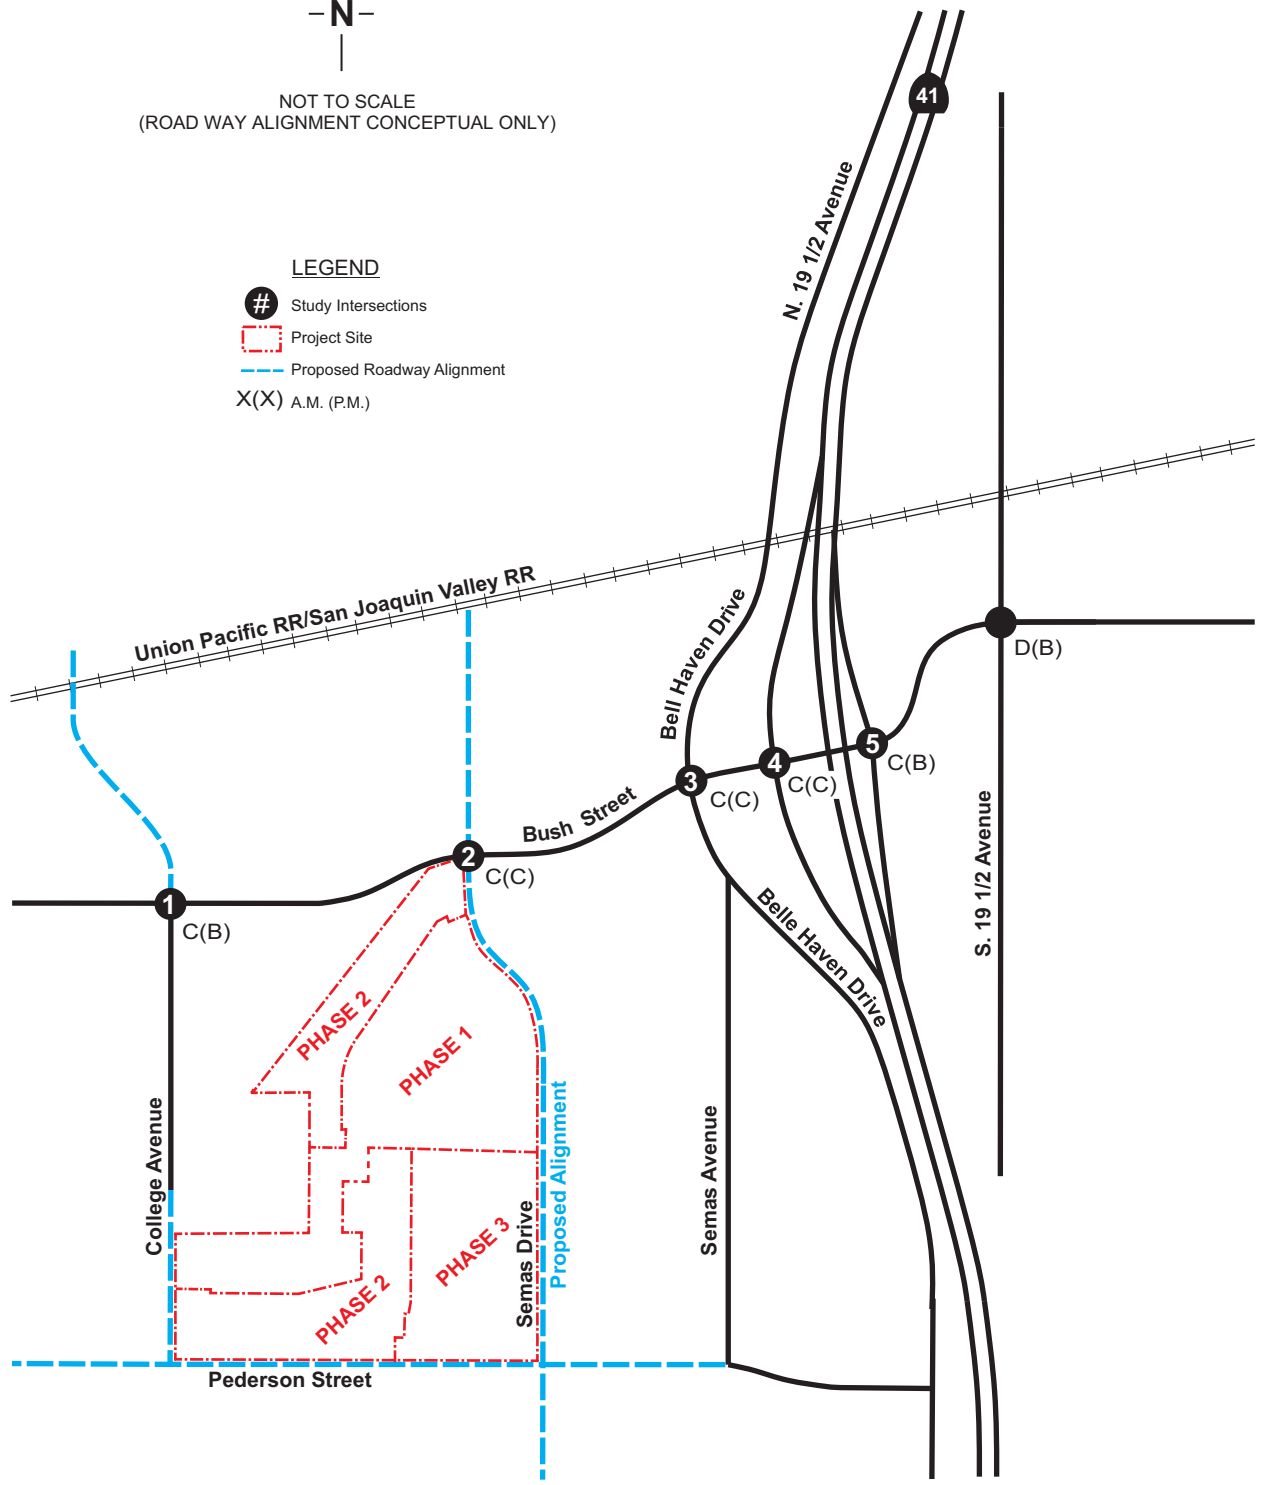 N
NOT TO SCALE
(ROAD WAY ALIGNMENT CONCEPTUAL ONLY)
41
N. 19 1/2 Avenue
LEGEND
# Study Intersections
Project Site
Proposed Roadway Alignment
X(X) A.M. (P.M.)
Union Pacific RR/San Joaquin Valley RR
Bell Haven Drive
D(B)
5
C(B)
4
C(C)
3
C(C)
Bush Street
2
C(C)
1
C(B)
S. 19 1/2 Avenue
Belle Haven Drive
PHASE 2
PHASE 1
College Avenue
Proposed Alignment
Semas Avenue
Semas Drive
PHASE 3
PHASE 2
Pederson Street